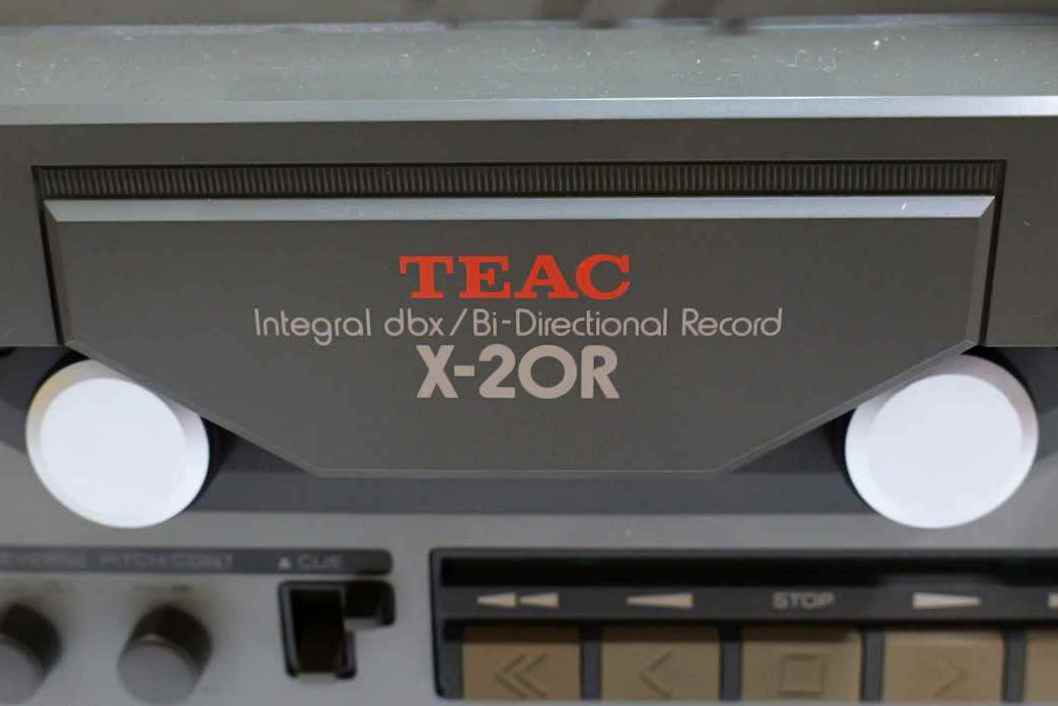 TEAC
Integral dbx/Bi-Directional Record
X-20R
PITCH CONT
▲ CUE
STOP